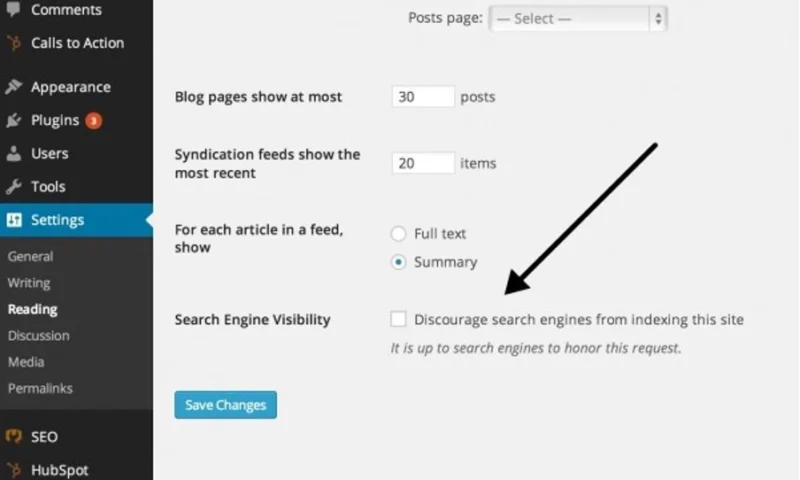 Comments
Calls to Action
Appearance
Plugins 3
Users
Tools
Settings
General
Writing
Reading
Discussion
Media
Permalinks
SEO
HubSpot
Posts page: — Select —
Blog pages show at most 30 posts
Syndication feeds show the
most recent 20 items
For each article in a feed,
show
Full text
Summary
Search Engine Visibility Discourage search engines from indexing this site
It is up to search engines to honor this request.
Save Changes